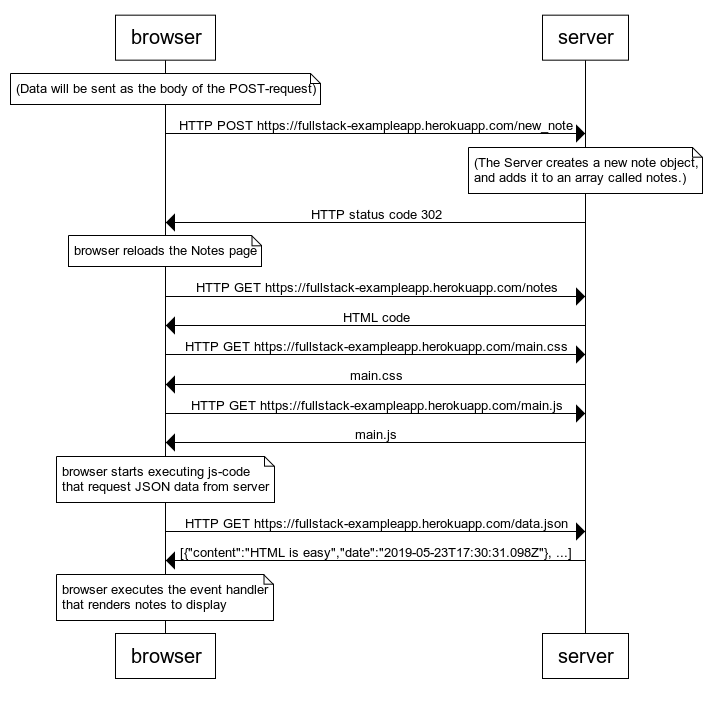 browser
server
(Data will be sent as the body of the POST-request)
HTTP POST https://fullstack-exampleapp.herokuapp.com/new_note
(The Server creates a new note object,
and adds it to an array called notes.)
HTTP status code 302
browser reloads the Notes page
HTTP GET https://fullstack-exampleapp.herokuapp.com/notes
HTML code
HTTP GET https://fullstack-exampleapp.herokuapp.com/main.css
main.css
HTTP GET https://fullstack-exampleapp.herokuapp.com/main.js
main.js
browser starts executing js-code
that request JSON data from server
HTTP GET https://fullstack-exampleapp.herokuapp.com/data.json
[{"content":"HTML is easy","date":"2019-05-23T17:30:31.098Z"}, ...]
browser executes the event handler
that renders notes to display
browser
server